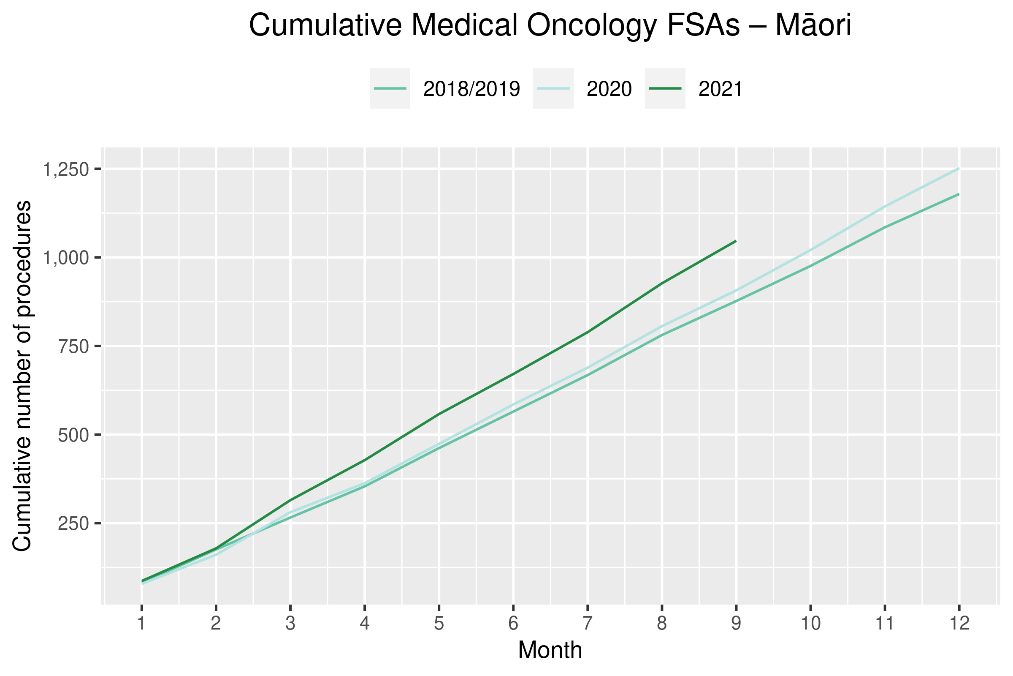 Cumulative Medical Oncology FSAs – Māori
2018/2019 2020 2021
1,250
1,000
750
500
250
Cumulative number of procedures
1 2 3 4 5 6 7 8 9 10 11 12
Month